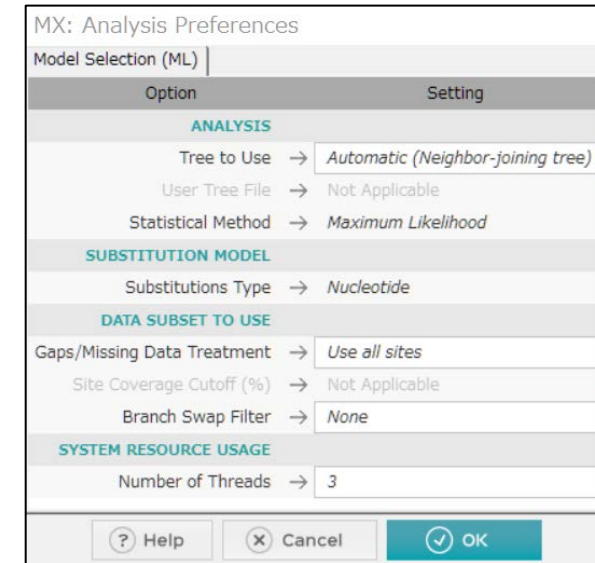 MX: Analysis Preferences
Model Selection (ML)
Option Setting
ANALYSIS
Tree to Use → Automatic (Neighbor-joining tree)
User Tree File → Not Applicable
Statistical Method → Maximum Likelihood
SUBSTITUTION MODEL
Substitutions Type → Nucleotide
DATA SUBSET TO USE
Gaps/Missing Data Treatment → Use all sites
Site Coverage Cutoff (%) → Not Applicable
Branch Swap Filter → None
SYSTEM RESOURCE USAGE
Number of Threads → 3
? Help X Cancel ✓ OK